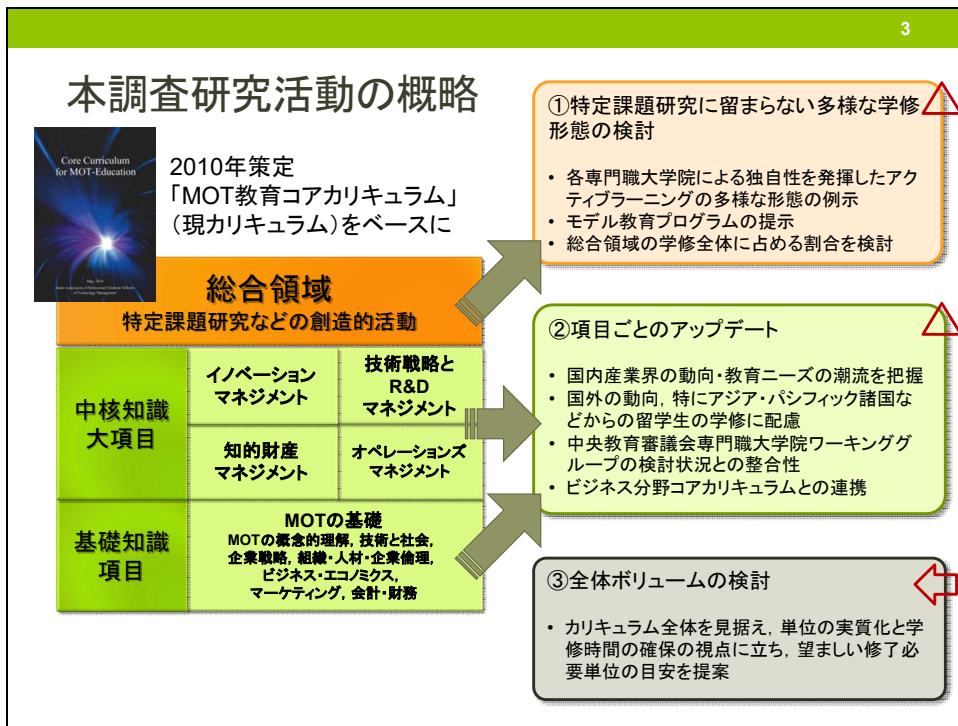 3
本調査研究活動の概略
Core Curriculum
for MOT-Education
May, 2010
Japan Association of Professional Graduate Schools
of Technology Management
2010年策定
「MOT教育コアカリキュラム」
（現カリキュラム）をベースに
総合領域
特定課題研究などの創造的活動
中核知識
大項目
イノベーション
マネジメント
技術戦略と
R&D
マネジメント
知的財産
マネジメント
オペレーションズ
マネジメント
基礎知識
項目
MOTの基礎
MOTの概念的理解, 技術と社会,
企業戦略, 組織・人材・企業倫理,
ビジネス・エコノミクス,
マーケティング, 会計・財務
①特定課題研究に留まらない多様な学修
形態の検討
• 各専門職大学院による独自性を発揮したアク
ティブラーニングの多様な形態の例示
• モデル教育プログラムの提示
• 総合領域の学修全体に占める割合を検討
②項目ごとのアップデート
• 国内産業界の動向・教育ニーズの潮流を把握
• 国外の動向, 特にアジア・パシフィック諸国な
どからの留学生の学修に配慮
• 中央教育審議会専門職大学院ワーキンググ
ループの検討状況との整合性
• ビジネス分野コアカリキュラムとの連携
③全体ボリュームの検討
• カリキュラム全体を見据え, 単位の実質化と学
修時間の確保の視点に立ち, 望ましい修了必
要単位の目安を提案